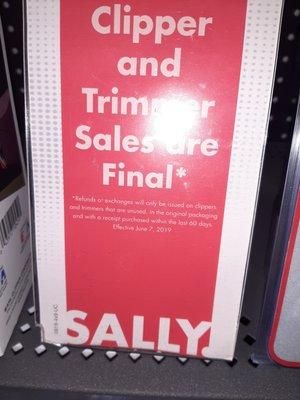 Clipper
and
Trimmer
Sales are
Final*
*Refunds or exchanges will only be issued on clippers
and trimmers that are unused, in the original packaging
and with a receipt purchased within the last 60 days.
Effective June 7, 2019
SALLY.